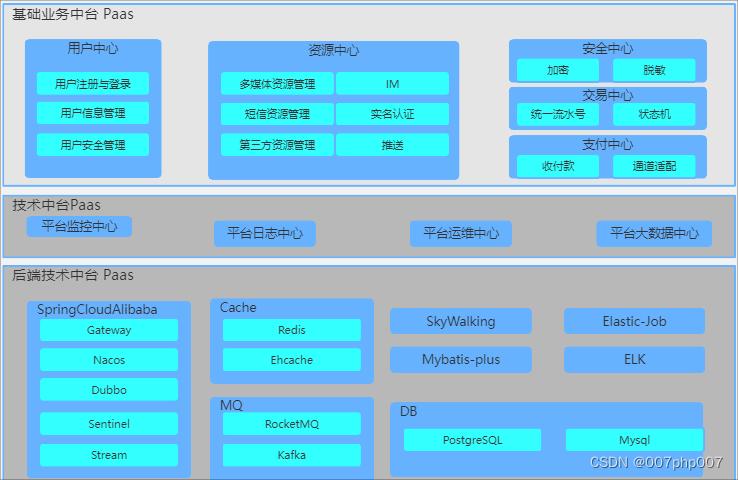 基础业务中台 Paas
用户中心
用户注册与登录
用户信息管理
用户安全管理
资源中心
多媒体资源管理
IM
短信资源管理
实名认证
第三方资源管理
推送
安全中心
加密
脱敏
交易中心
统一流水号
状态机
支付中心
收付款
通道适配
技术中台Paas
平台监控中心
平台日志中心
平台运维中心
平台大数据中心
后端技术中台 Paas
SpringCloudAlibaba
Gateway
Nacos
Dubbo
Sentinel
Stream
Cache
Redis
Ehcache
MQ
RocketMQ
Kafka
SkyWalking
Elastic-Job
Mybatis-plus
ELK
DB
PostgreSQL
Mysql
CSDN @007php007